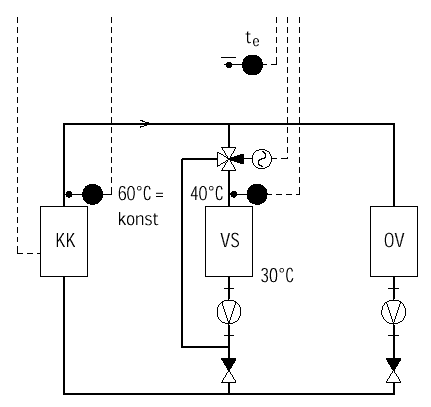 te
60°C =
konst
40°C
KK
VS
OV
30°C